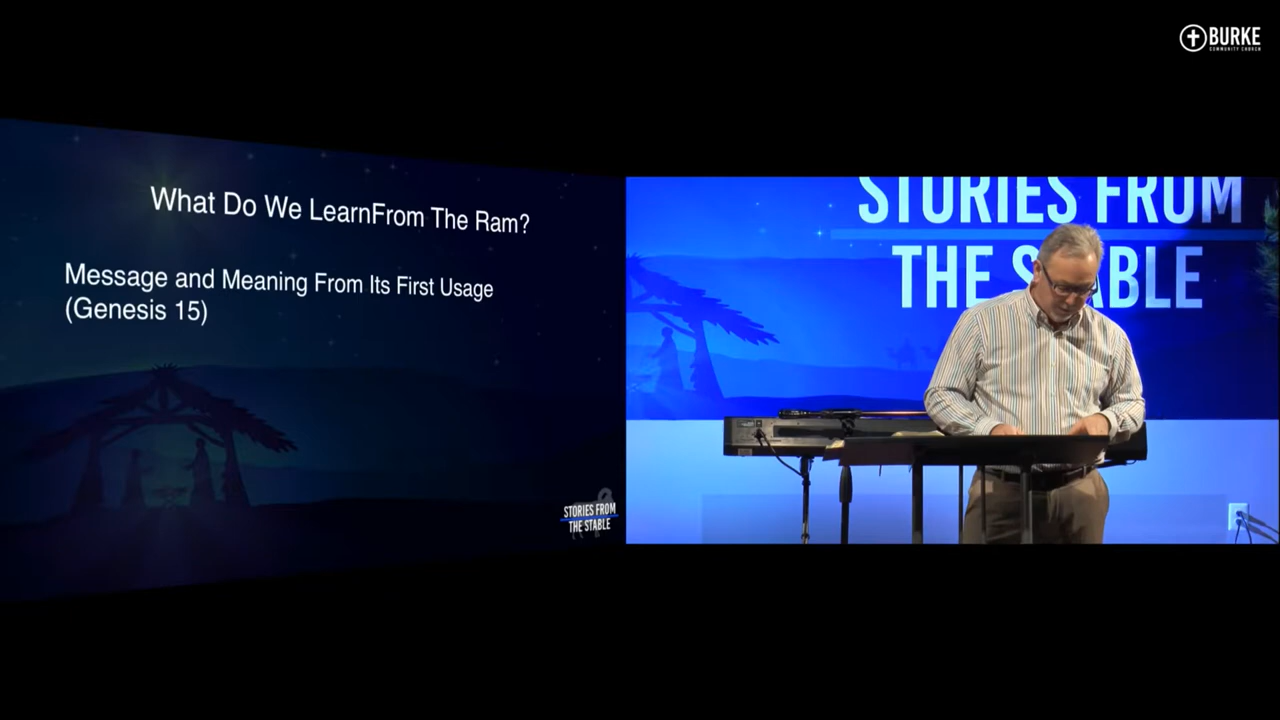 BURKE
COMMUNITY CHURCH
What Do We LearnFrom The Ram?
Message and Meaning From Its First Usage
(Genesis 15)
STORIES FROM
THE STABLE
STORIES FROM
THE STABLE